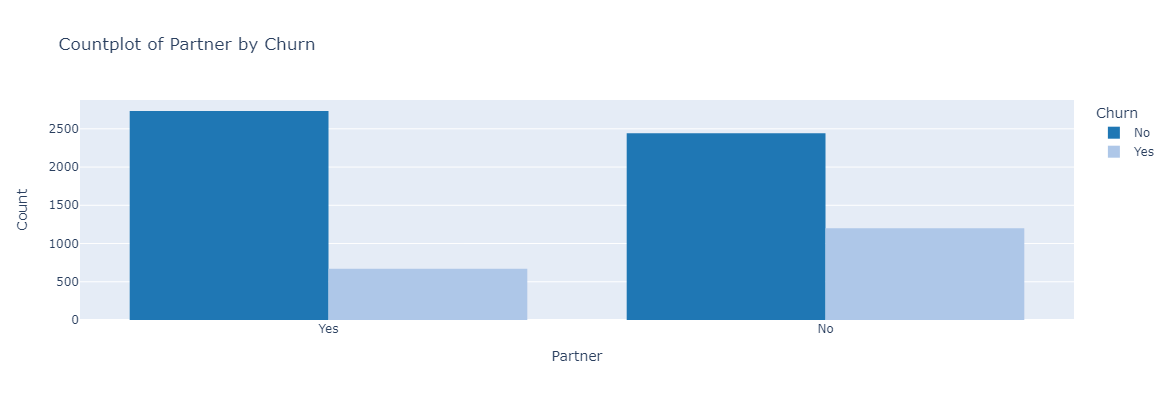 Countplot of Partner by Churn
Churn
No
Yes
2500
2000
1500
1000
500
0
Count
Yes
No
Partner